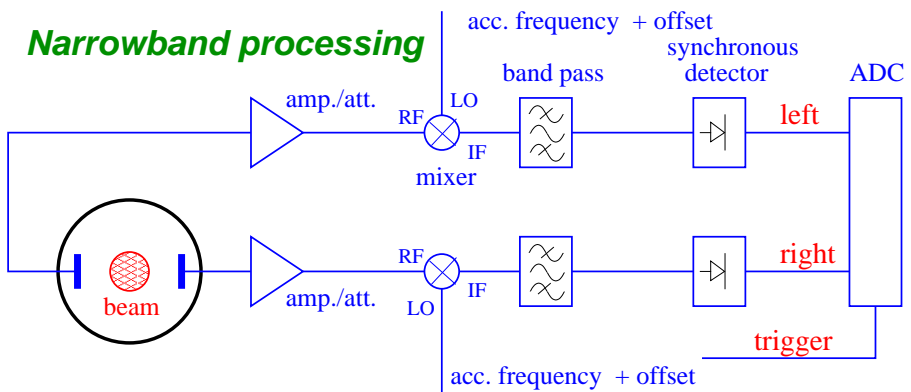 Narrowband processing
acc. frequency + offset
synchronous
detector
band pass
ADC
amp./att.
LO
RF
IF
mixer
left
RF
IF
LO
amp./att.
beam
right
trigger
acc. frequency + offset